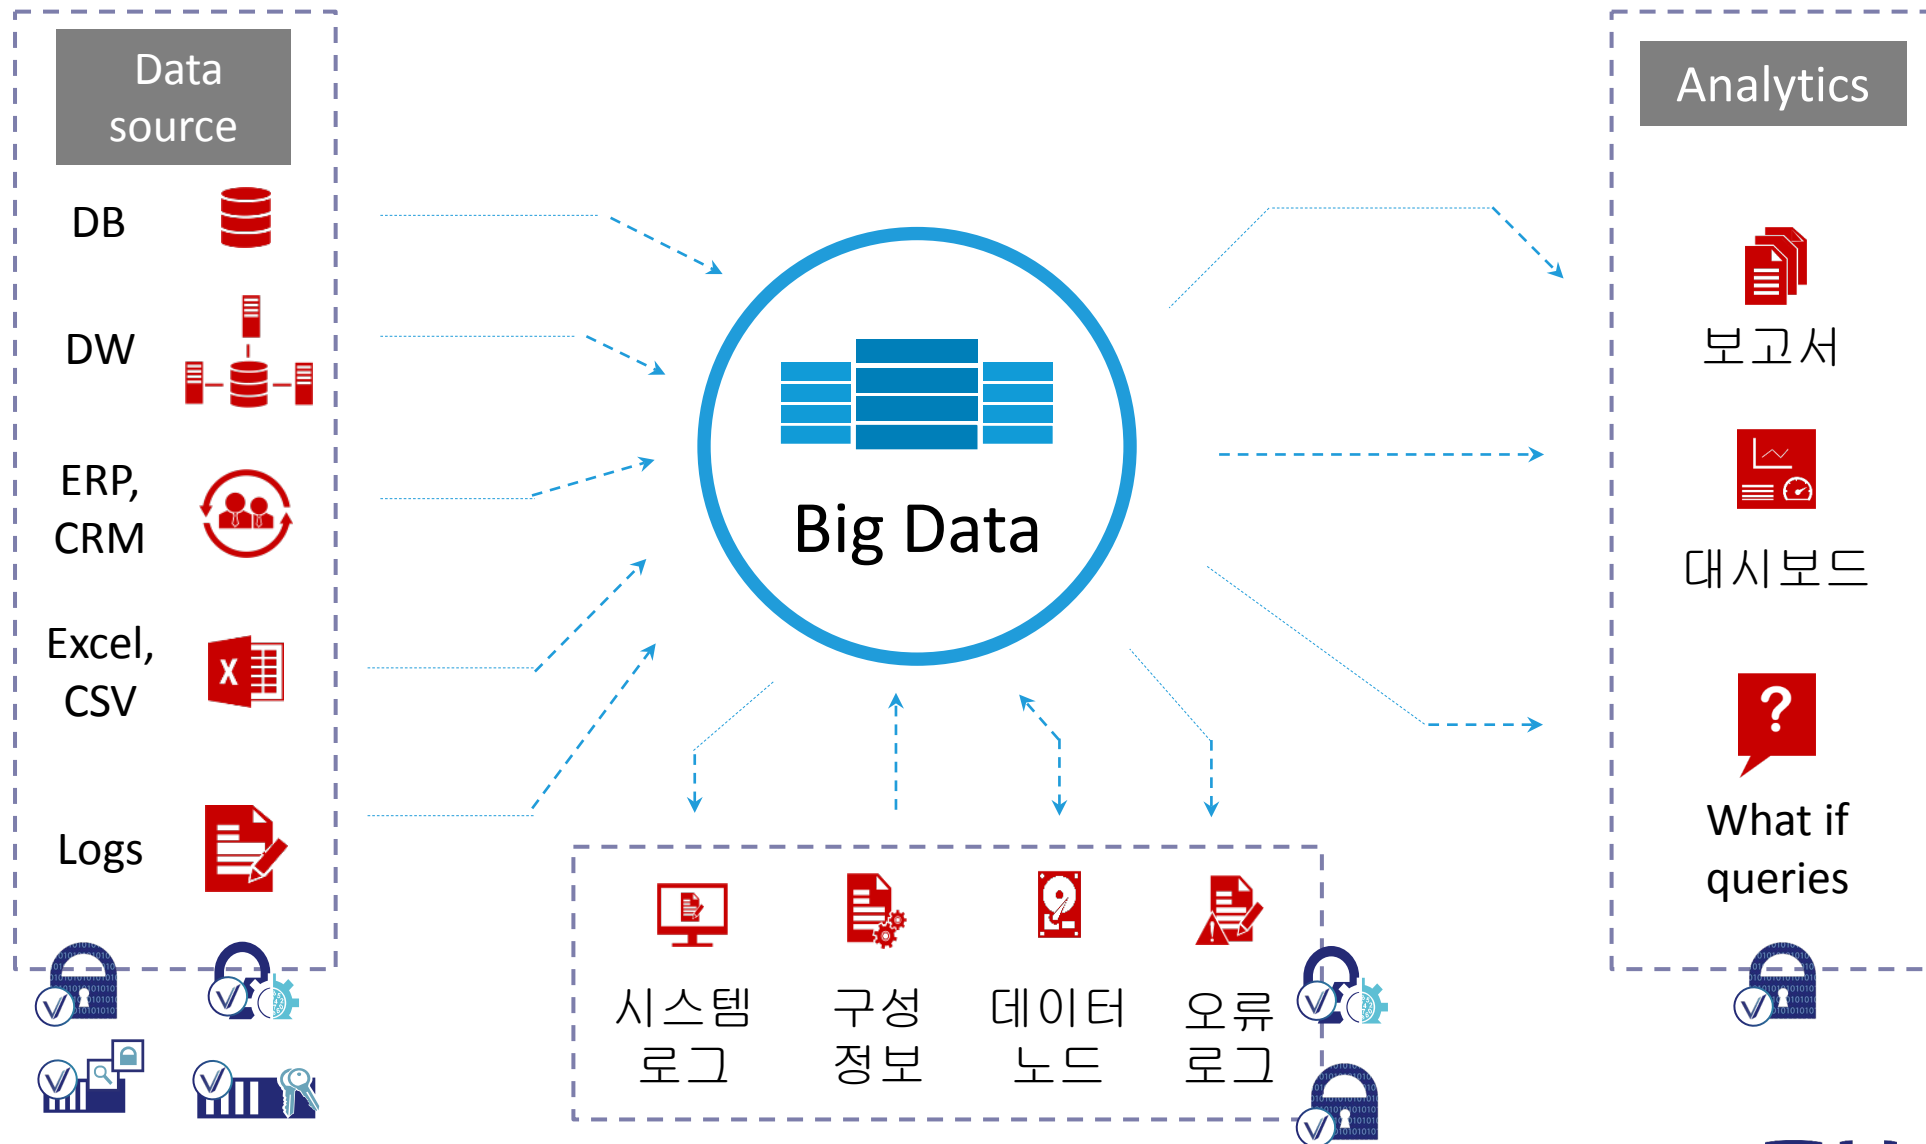 Data
source
DB
DW
ERP,
CRM
Excel,
CSV
Logs
Big Data
시스템
로그
구성
정보
데이터
노드
오류
로그
Analytics
보고서
대시보드
What if
queries